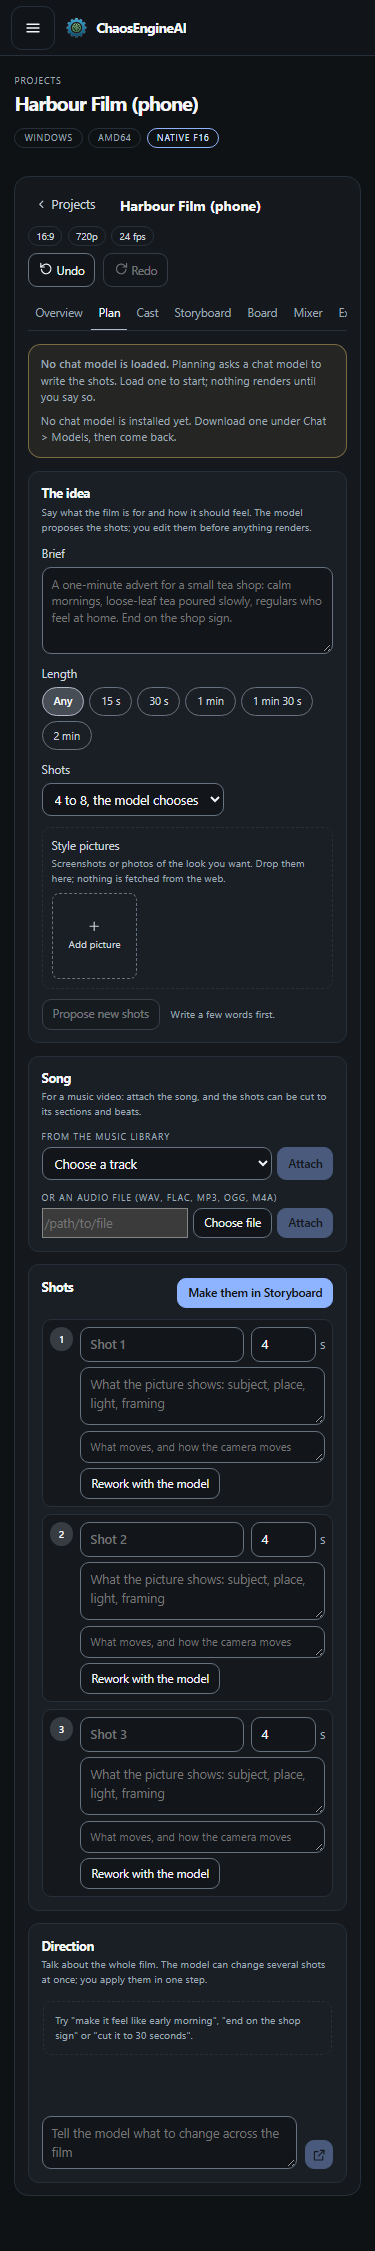 ChaosEngineAI
PROJECTS
Harbour Film (phone)
WINDOWS
AMD64
NATIVE F16
Projects
Harbour Film (phone)
16:9
720p
24 fps
Undo
Redo
Overview
Plan
Cast
Storyboard
Board
Mixer
Ex
No chat model is loaded. Planning asks a chat model to
write the shots. Load one to start; nothing renders until
you say so.
No chat model is installed yet. Download one under Chat
> Models, then come back.
The idea
Say what the film is for and how it should feel. The model
proposes the shots; you edit them before anything renders.
Brief
A one-minute advert for a small tea shop: calm
mornings, loose-leaf tea poured slowly, regulars who
feel at home. End on the shop sign.
Length
Any
15 s
30 s
1 min
1 min 30 s
2 min
Shots
4 to 8, the model chooses
Style pictures
Screenshots or photos of the look you want. Drop them
here; nothing is fetched from the web.
+
Add picture
Propose new shots
Write a few words first.
Song
For a music video: attach the song, and the shots can be cut to
its sections and beats.
FROM THE MUSIC LIBRARY
Choose a track
Attach
OR AN AUDIO FILE (WAV, FLAC, MP3, OGG, M4A)
/path/to/file
Choose file
Attach
Shots
Make them in Storyboard
1
Shot 1
4
s
What the picture shows: subject, place,
light, framing
What moves, and how the camera moves
Rework with the model
2
Shot 2
4
s
What the picture shows: subject, place,
light, framing
What moves, and how the camera moves
Rework with the model
3
Shot 3
4
s
What the picture shows: subject, place,
light, framing
What moves, and how the camera moves
Rework with the model
Direction
Talk about the whole film. The model can change several shots
at once; you apply them in one step.
Try "make it feel like early morning", "end on the shop
sign" or "cut it to 30 seconds".
Tell the model what to change across the
film